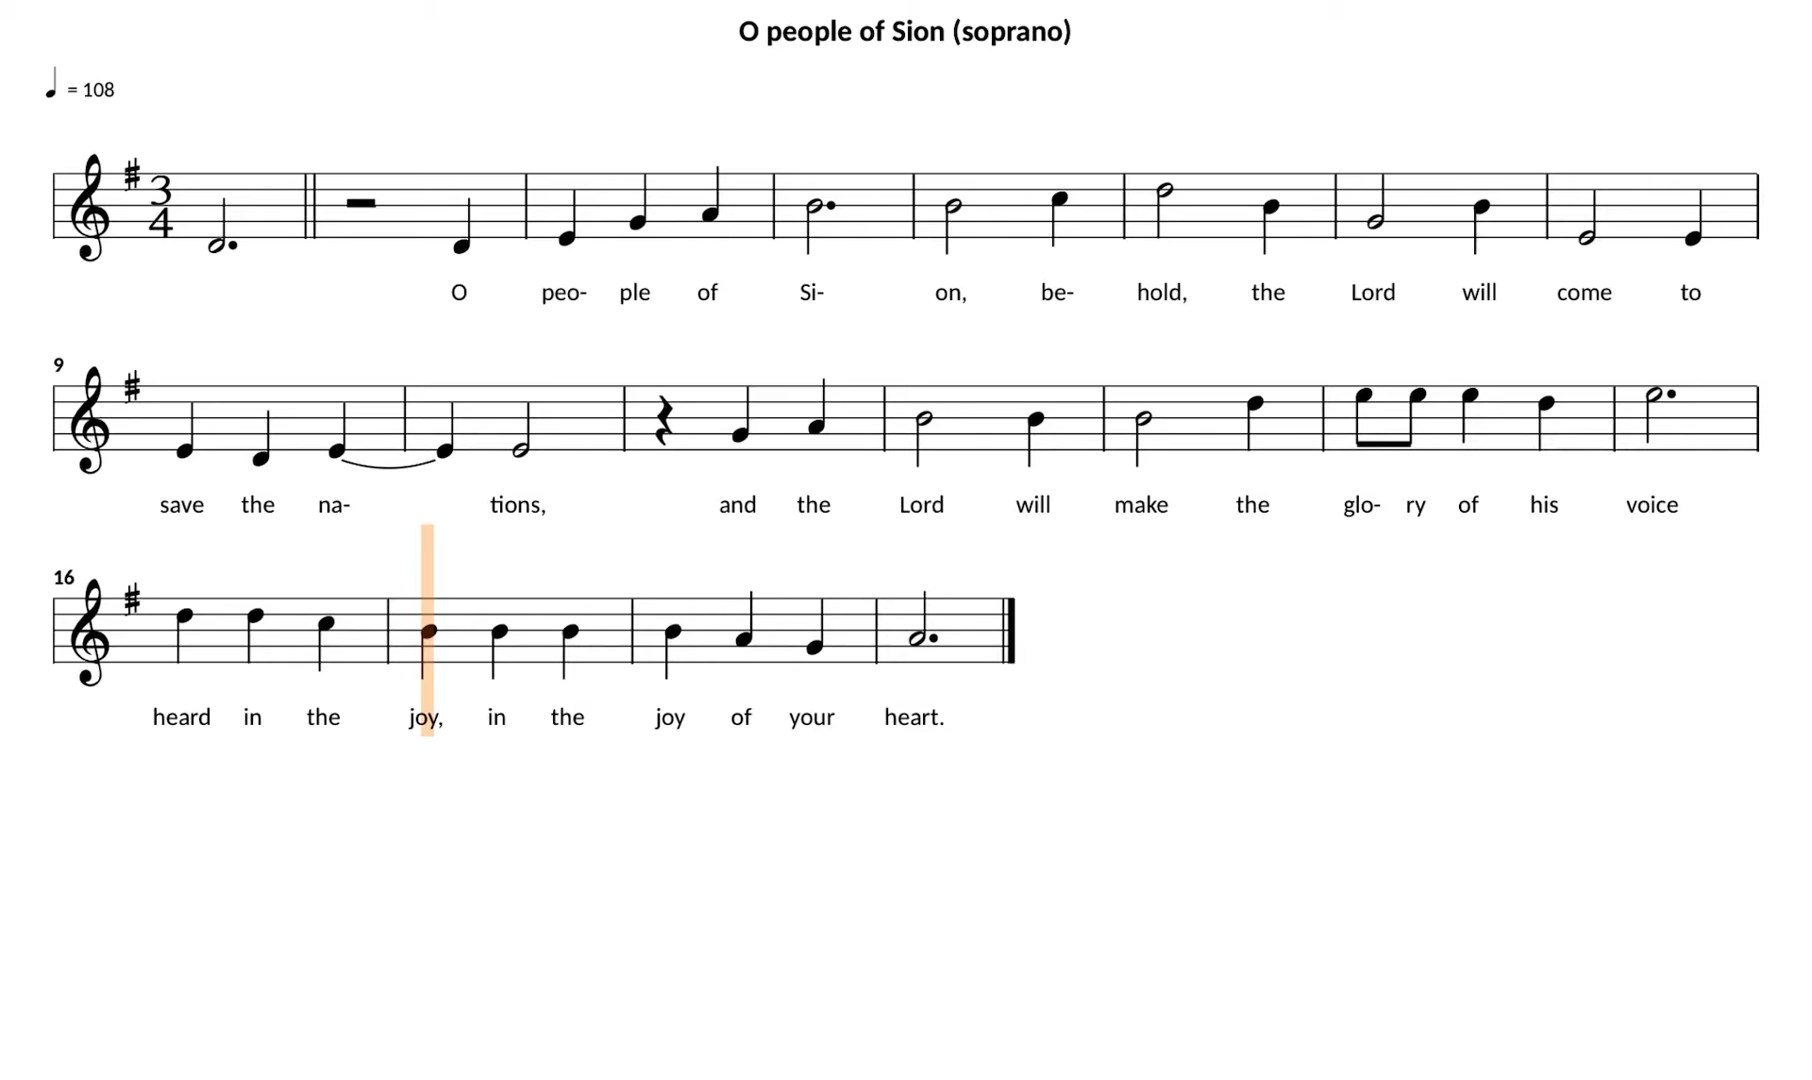 O people of Sion (soprano)
= 108
3
4
O peo- ple of Si- on, be- hold, the Lord will come to
9
save the na- tions, and the Lord will make the glo- ry of his voice
16
heard in the joy, in the joy of your heart.